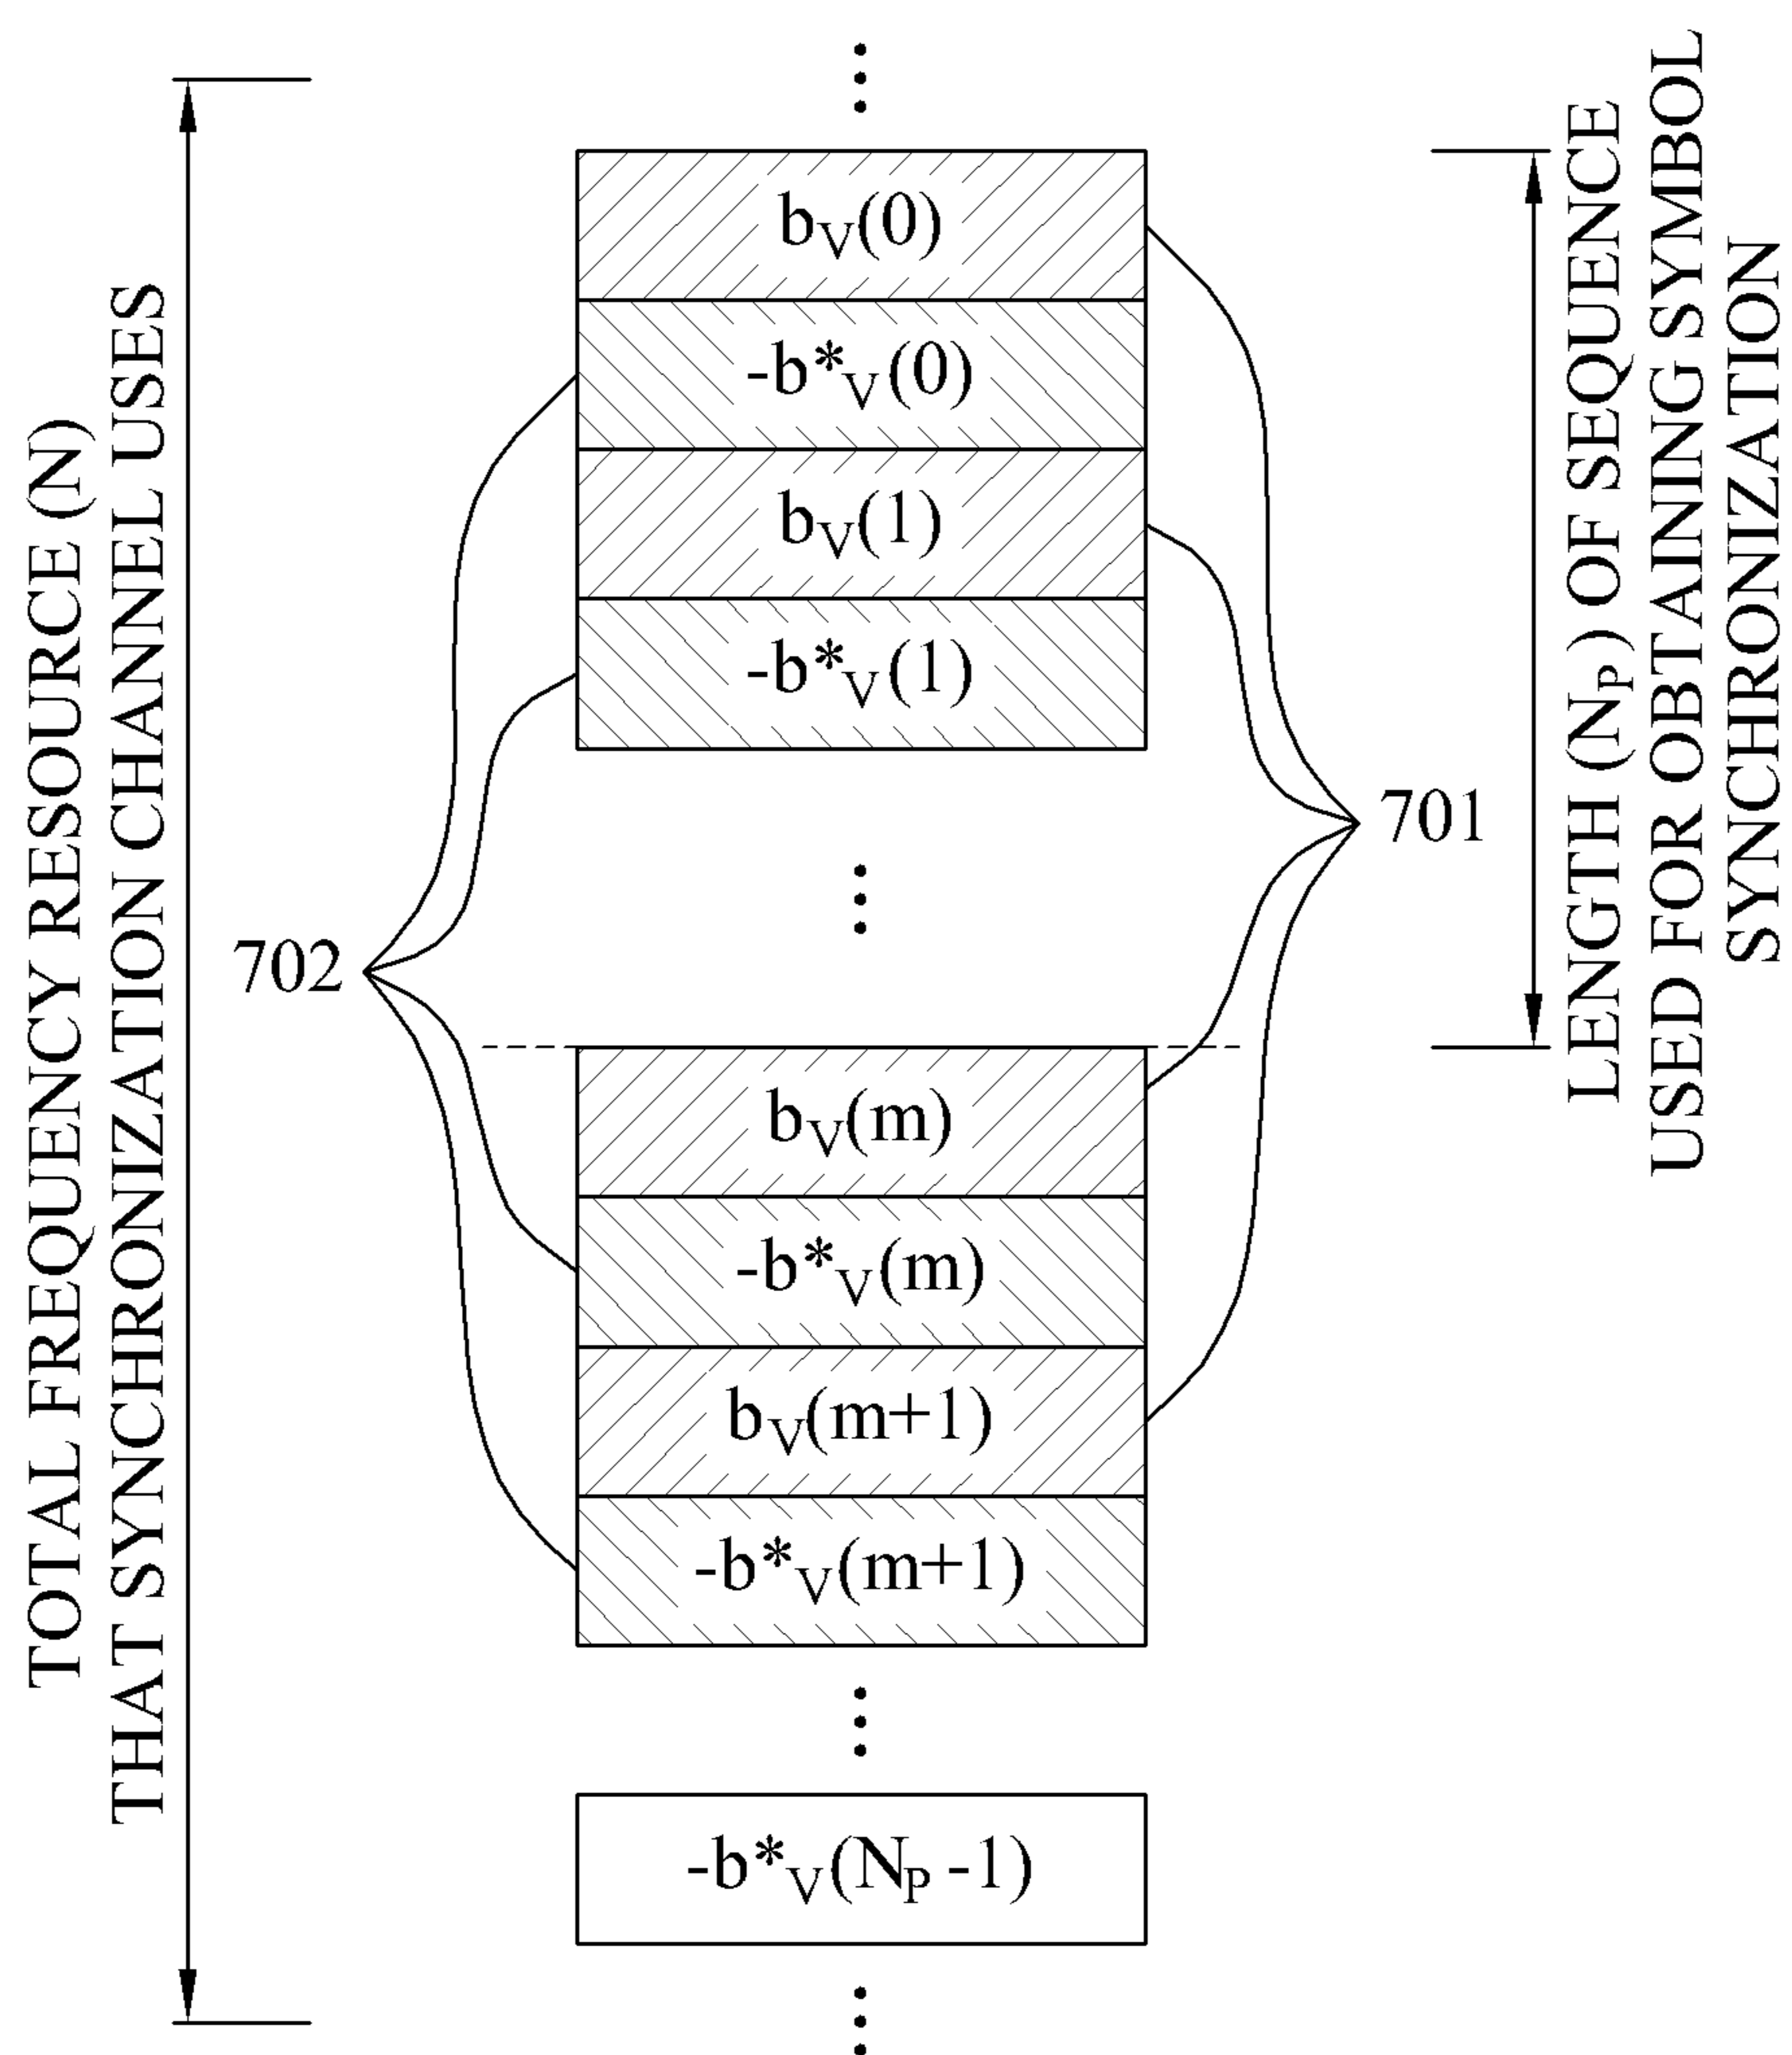 TOTAL FREQUENCY RESOURCE (N)
THAT SYNCHRONIZATION CHANNEL USES
b_V(0)
-b*_V(0)
b_V(1)
-b*_V(1)
701
702
b_V(m)
-b*_V(m)
b_V(m+1)
-b*_V(m+1)
-b*_V(N_P -1)
LENGTH (N_P) OF SEQUENCE
USED FOR OBTAINING SYMBOL
SYNCHRONIZATION